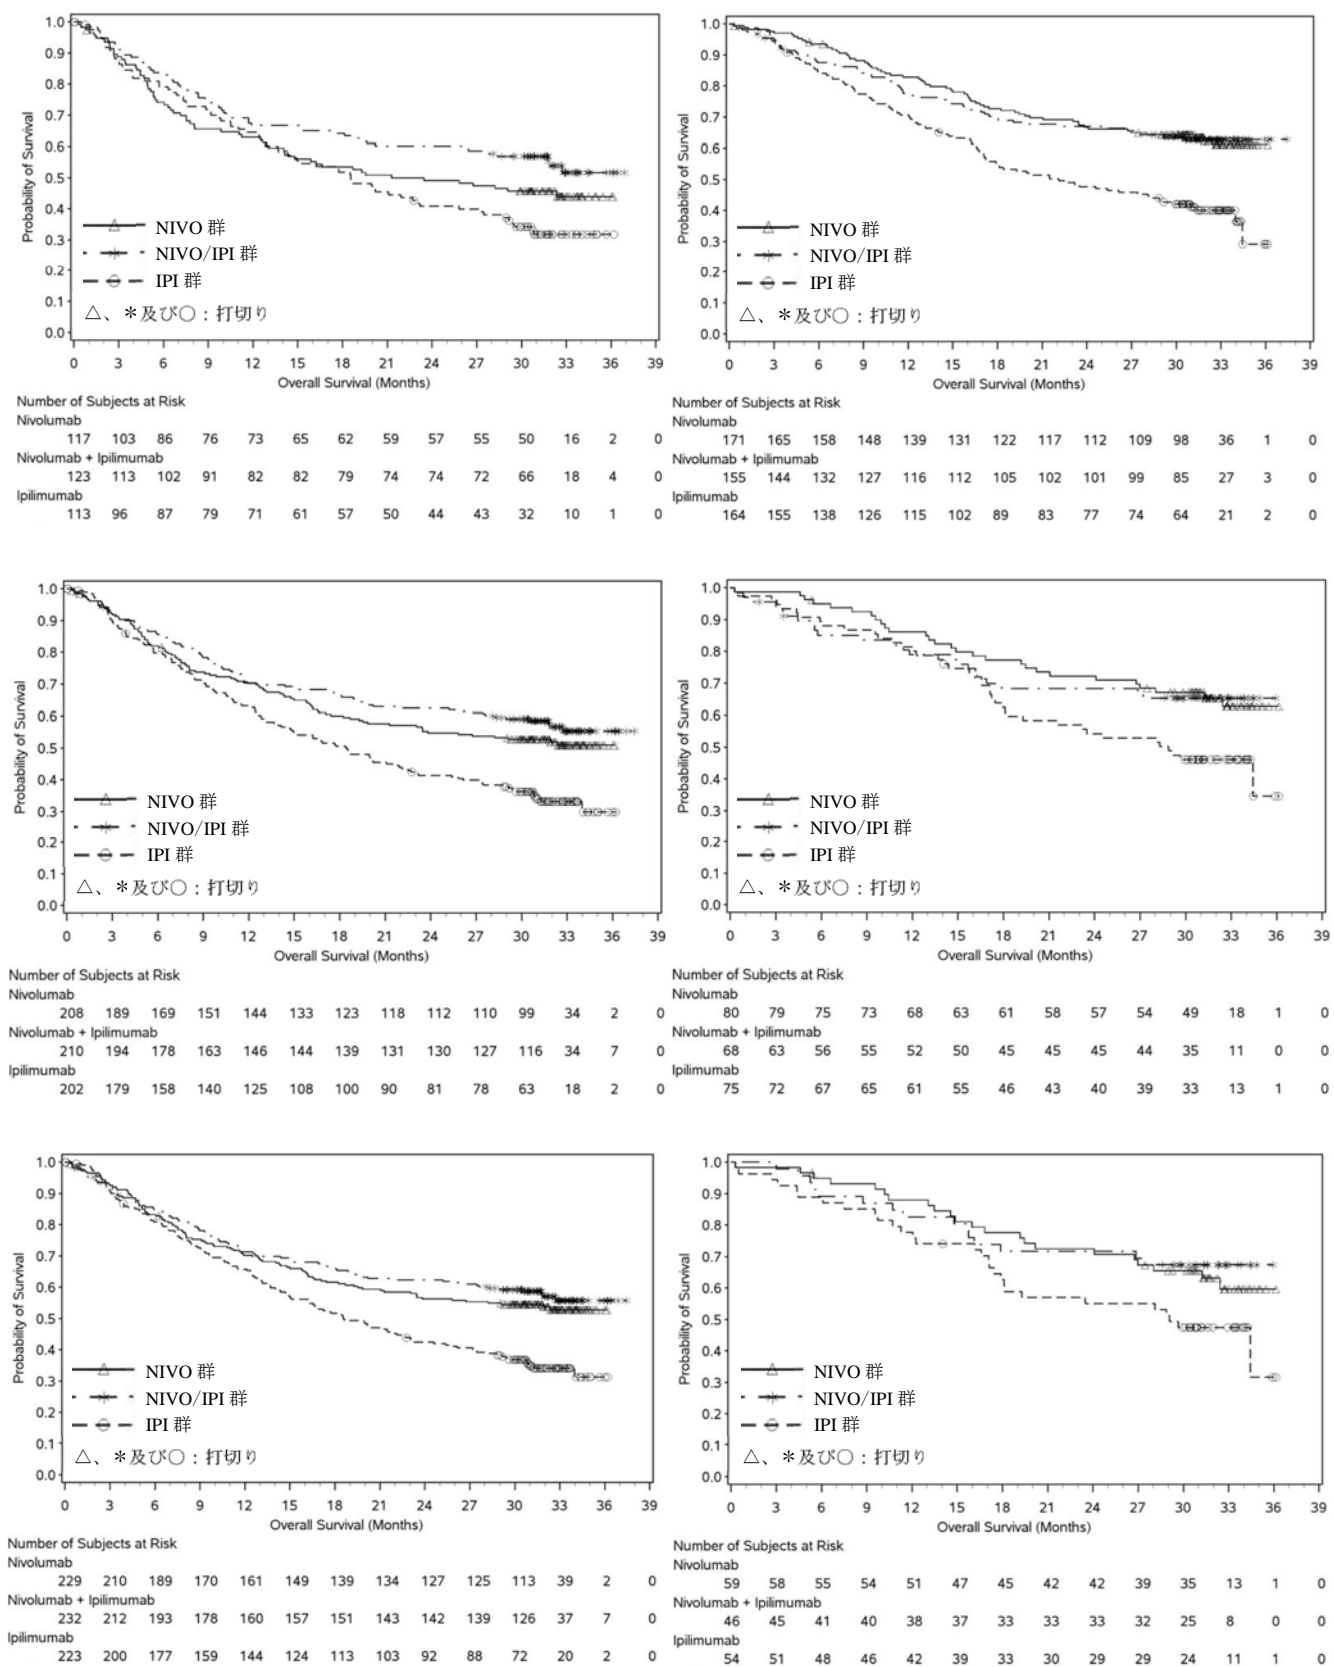 1.0
0.9
0.8
0.7
0.6
0.5
0.4
0.3
0.2
0.1
0.0
Probability of Survival
NIVO 群
NIVO/IPI 群
IPI 群
△、*及び○：打切り
0 3 6 9 12 15 18 21 24 27 30 33 36 39
Overall Survival (Months)
Number of Subjects at Risk
Nivolumab
117 103 86 76 73 65 62 59 57 55 50 16 2 0
Nivolumab + Ipilimumab
123 113 102 91 82 82 79 74 74 72 66 18 4 0
Ipilimumab
113 96 87 79 71 61 57 50 44 43 32 10 1 0
1.0
0.9
0.8
0.7
0.6
0.5
0.4
0.3
0.2
0.1
0.0
Probability of Survival
NIVO 群
NIVO/IPI 群
IPI 群
△、*及び○：打切り
0 3 6 9 12 15 18 21 24 27 30 33 36 39
Overall Survival (Months)
Number of Subjects at Risk
Nivolumab
171 165 158 148 139 131 122 117 112 109 98 36 1 0
Nivolumab + Ipilimumab
155 144 132 127 116 112 105 102 101 99 85 27 3 0
Ipilimumab
164 155 138 126 115 102 89 83 77 74 64 21 2 0
1.0
0.9
0.8
0.7
0.6
0.5
0.4
0.3
0.2
0.1
0.0
Probability of Survival
NIVO 群
NIVO/IPI 群
IPI 群
△、*及び○：打切り
0 3 6 9 12 15 18 21 24 27 30 33 36 39
Overall Survival (Months)
Number of Subjects at Risk
Nivolumab
208 189 169 151 144 133 123 118 112 110 99 34 2 0
Nivolumab + Ipilimumab
210 194 178 163 146 144 139 131 130 127 116 34 7 0
Ipilimumab
202 179 158 140 125 108 100 90 81 78 63 18 2 0
1.0
0.9
0.8
0.7
0.6
0.5
0.4
0.3
0.2
0.1
0.0
Probability of Survival
NIVO 群
NIVO/IPI 群
IPI 群
△、*及び○：打切り
0 3 6 9 12 15 18 21 24 27 30 33 36 39
Overall Survival (Months)
Number of Subjects at Risk
Nivolumab
80 79 75 73 68 63 61 58 57 54 49 18 1 0
Nivolumab + Ipilimumab
68 63 56 55 52 50 45 45 45 44 35 11 0 0
Ipilimumab
75 72 67 65 61 55 46 43 40 39 33 13 1 0
1.0
0.9
0.8
0.7
0.6
0.5
0.4
0.3
0.2
0.1
0.0
Probability of Survival
NIVO 群
NIVO/IPI 群
IPI 群
△、*及び○：打切り
0 3 6 9 12 15 18 21 24 27 30 33 36 39
Overall Survival (Months)
Number of Subjects at Risk
Nivolumab
229 210 189 170 161 149 139 134 127 125 113 39 2 0
Nivolumab + Ipilimumab
232 212 193 178 160 157 151 143 142 139 126 37 7 0
Ipilimumab
223 200 177 159 144 124 113 103 92 88 72 20 2 0
1.0
0.9
0.8
0.7
0.6
0.5
0.4
0.3
0.2
0.1
0.0
Probability of Survival
NIVO 群
NIVO/IPI 群
IPI 群
△、*及び○：打切り
0 3 6 9 12 15 18 21 24 27 30 33 36 39
Overall Survival (Months)
Number of Subjects at Risk
Nivolumab
59 58 55 54 51 47 45 42 42 39 35 13 1 0
Nivolumab + Ipilimumab
46 45 41 40 38 37 33 33 33 32 25 8 0 0
Ipilimumab
54 51 48 46 42 39 33 30 29 29 24 11 1 0